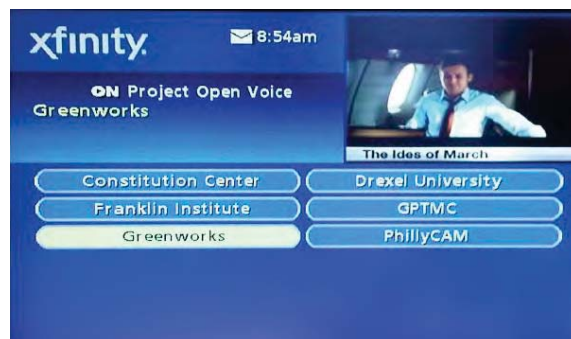 xfinity.
8:54am
ON Project Open Voice
Greenworks
The Ides of March
Constitution Center
Drexel University
Franklin Institute
GPTMC
Greenworks
PhillyCAM